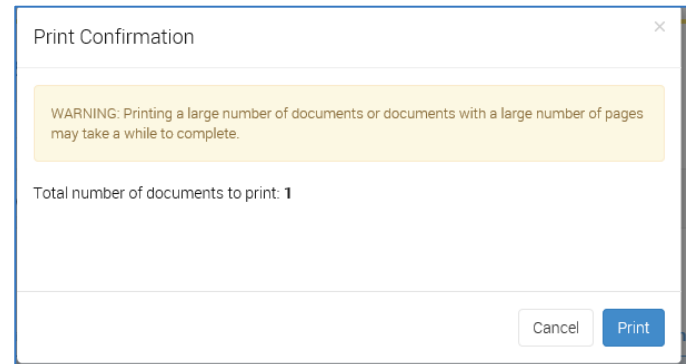 Print Confirmation
×
WARNING: Printing a large number of documents or documents with a large number of pages
may take a while to complete.
Total number of documents to print: 1
Cancel
Print